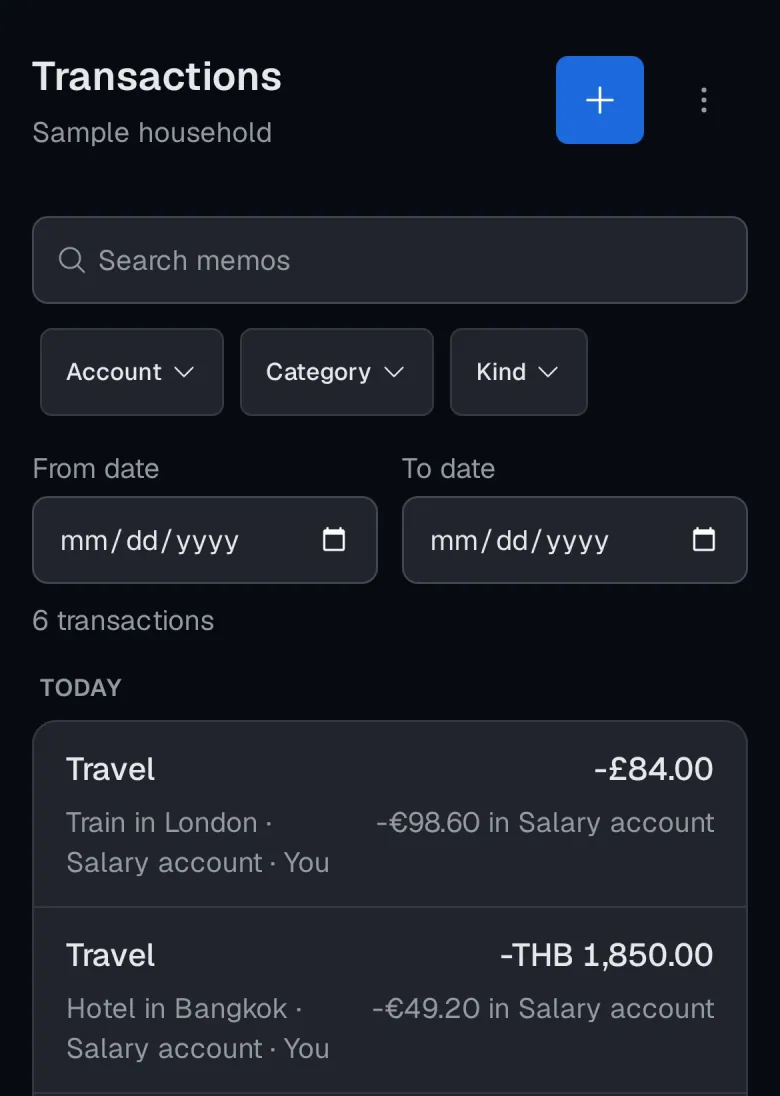 Transactions
Sample household
Search memos
Account
Category
Kind
From date
To date
mm/dd/yyyy
mm/dd/yyyy
6 transactions
TODAY
Travel
-£84.00
Train in London ·
-€98.60 in Salary account
Salary account · You
Travel
-THB 1,850.00
Hotel in Bangkok ·
-€49.20 in Salary account
Salary account · You